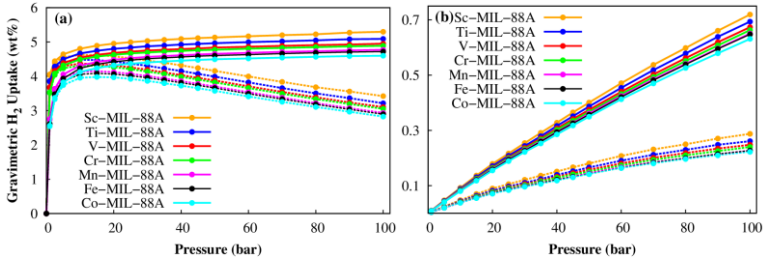 (a)
Gravimetric H2 Uptake (wt%)
6
5
4
3
2
1
0
Sc−MIL−88A
Ti−MIL−88A
V−MIL−88A
Cr−MIL−88A
Mn−MIL−88A
Fe−MIL−88A
Co−MIL−88A
0 20 40 60 80 100
Pressure (bar)
(b)
0.7
0.5
0.3
0.1
Sc−MIL−88A
Ti−MIL−88A
V−MIL−88A
Cr−MIL−88A
Mn−MIL−88A
Fe−MIL−88A
Co−MIL−88A
0 20 40 60 80 100
Pressure (bar)